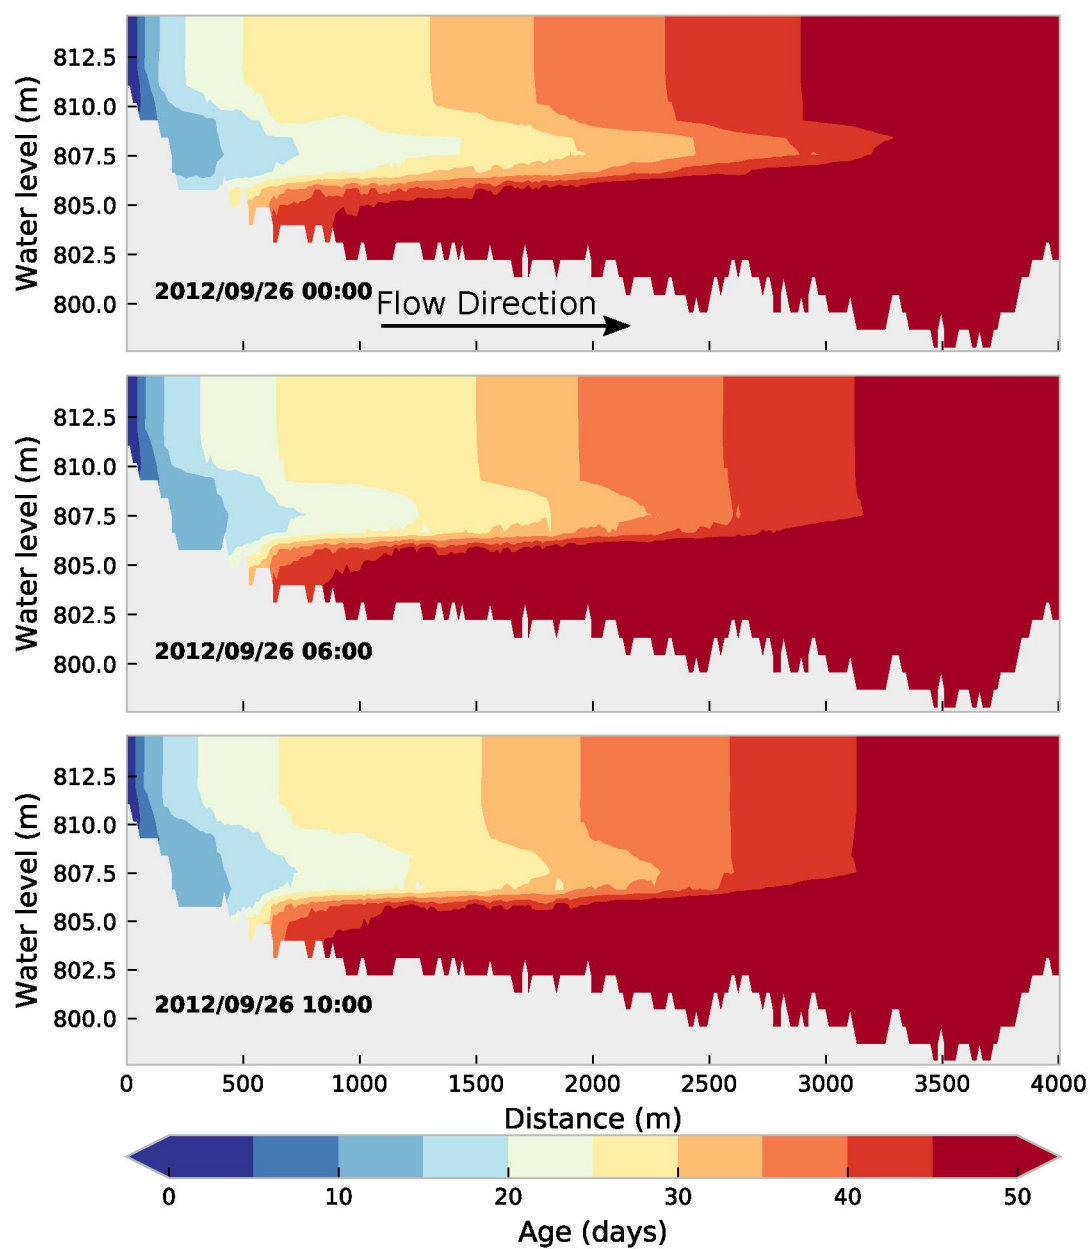 Water level (m)
812.5
810.0
807.5
805.0
802.5
800.0
2012/09/26 00:00
Flow Direction
Water level (m)
812.5
810.0
807.5
805.0
802.5
800.0
2012/09/26 06:00
Water level (m)
812.5
810.0
807.5
805.0
802.5
800.0
2012/09/26 10:00
0 500 1000 1500 2000 2500 3000 3500 4000
Distance (m)
0 10 20 30 40 50
Age (days)